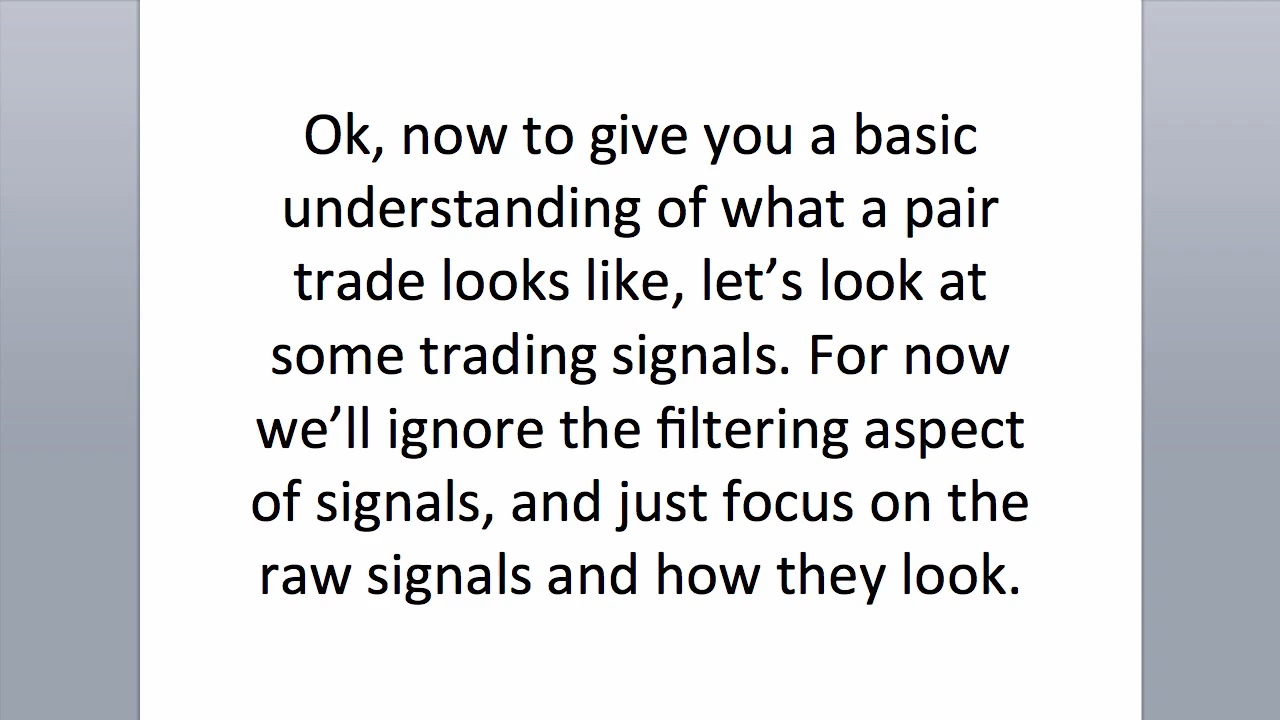 Ok, now to give you a basic
understanding of what a pair
trade looks like, let’s look at
some trading signals. For now
we’ll ignore the filtering aspect
of signals, and just focus on the
raw signals and how they look.